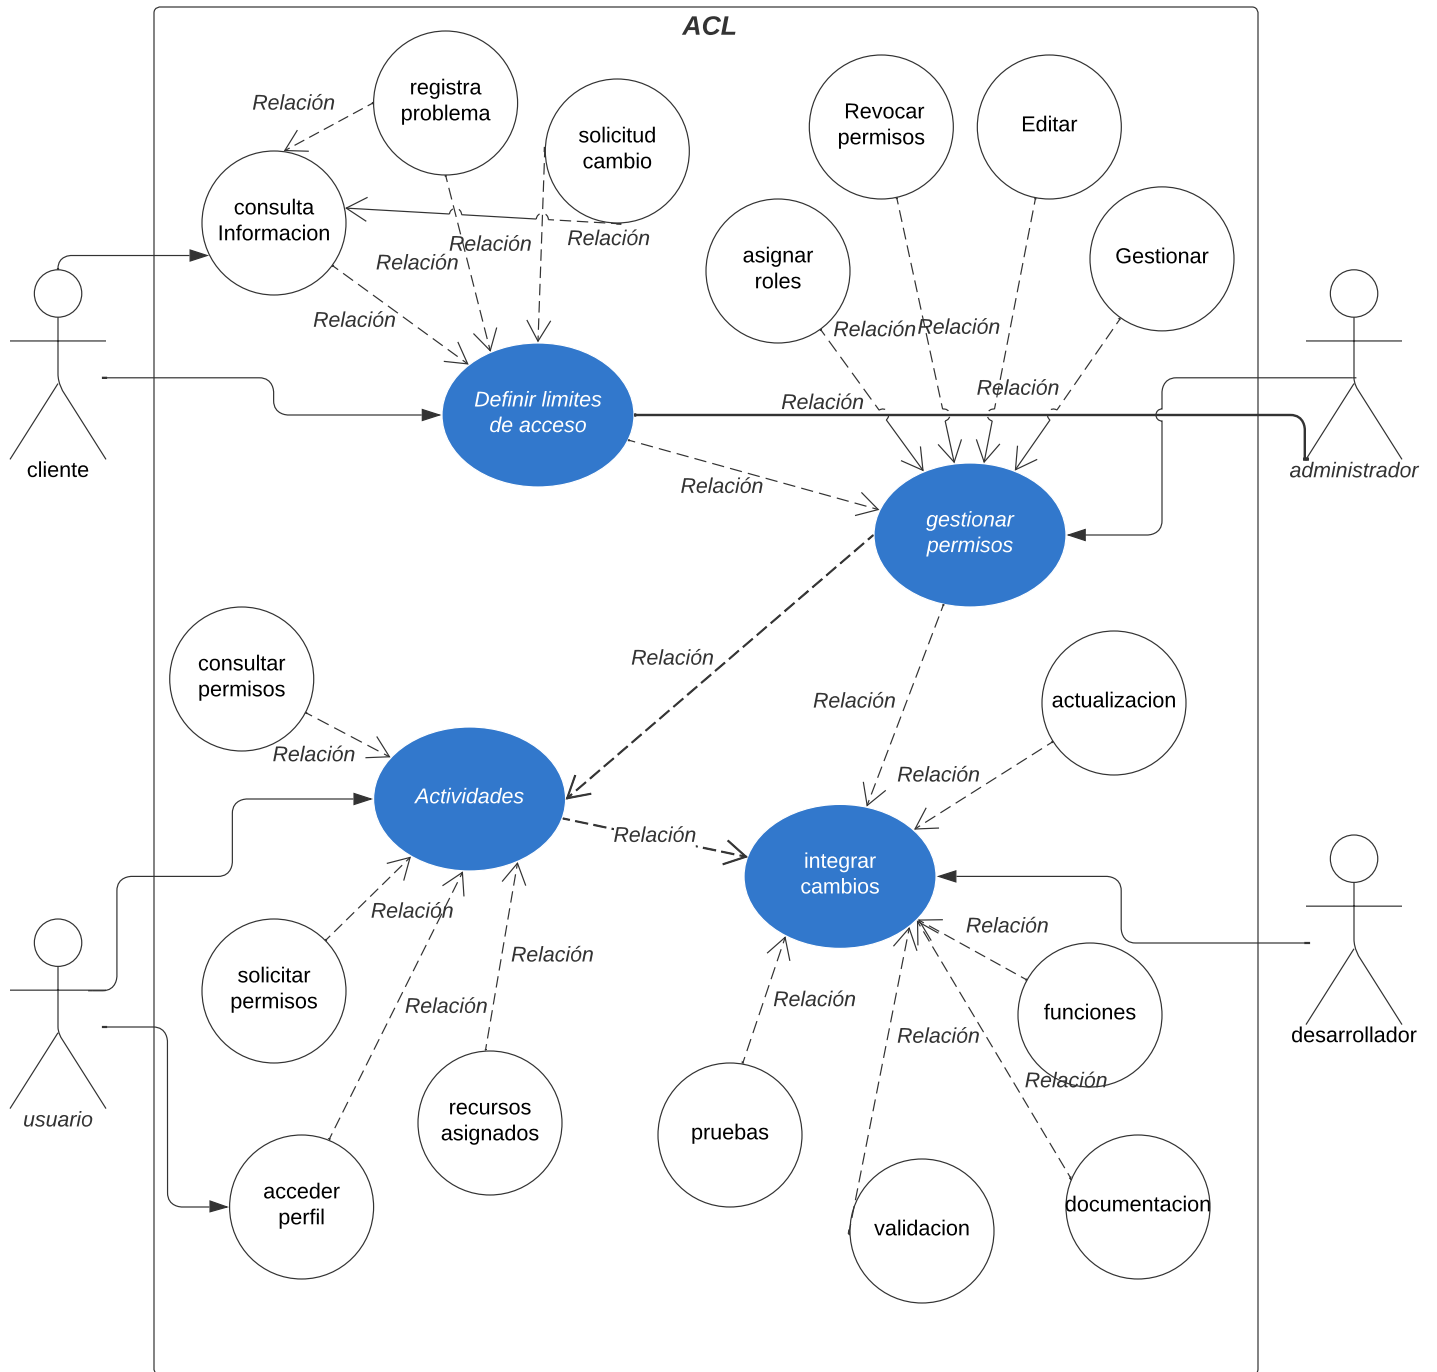 ACL
registra
problema
Relación
solicitud
cambio
Revocar
permisos
Editar
consulta
Informacion
Relación
Relación
Relación
Relación
asignar
roles
Gestionar
Relación
Relación
Relación
Relación
Definir limites
de acceso
cliente
administrador
Relación
gestionar
permisos
Relación
consultar
permisos
Relación
Relación
actualizacion
Relación
Actividades
Relación
integrar
cambios
Relación
Relación
Relación
solicitar
permisos
Relación
Relación
funciones
Relación
desarrollador
Relación
usuario
recursos
asignados
pruebas
acceder
perfil
validacion
documentacion